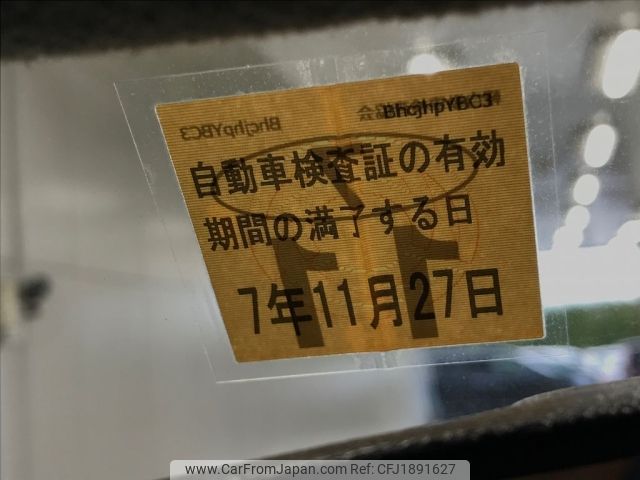 BhcjhpYBC3
自動車検査証の有効
期間の満了する日
7年11月27日
www.CarFromJapan.com Ref:CFJ1891627